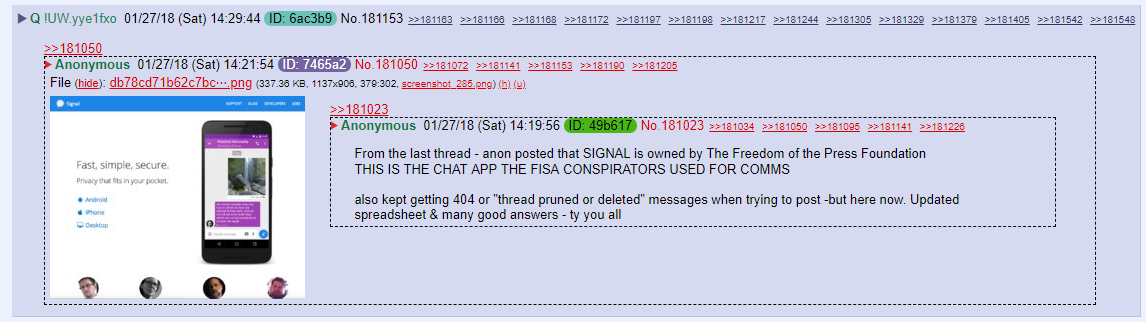 Q !UW.yye1fxo 01/27/18 (Sat) 14:29:44 ID: 6ac3b9 No.181153 >>181163 >>181166 >>181168 >>181172 >>181197 >>181198 >>181217 >>181244 >>181305 >>181329 >>181379 >>181405 >>181542 >>181548
>>181050
Anonymous 01/27/18 (Sat) 14:21:54 ID: 7465a2 No.181050 >>181072 >>181141 >>181153 >>181190 >>181205
File (hide): db78cd71b62c7bc⋯.png (337.36 KB, 1137x906, 379:302, screenshot_285.png) (h) (u)
Signal
SUPPORT BLOG DEVELOPERS JOBS
Fast, simple, secure.
Privacy that fits in your pocket.
Android
iPhone
Desktop
>>181023
Anonymous 01/27/18 (Sat) 14:19:56 ID: 49b617 No.181023 >>181034 >>181050 >>181095 >>181141 >>181226
From the last thread - anon posted that SIGNAL is owned by The Freedom of the Press Foundation
THIS IS THE CHAT APP THE FISA CONSPIRATORS USED FOR COMMS
also kept getting 404 or "thread pruned or deleted" messages when trying to post -but here now. Updated
spreadsheet & many good answers - ty you all